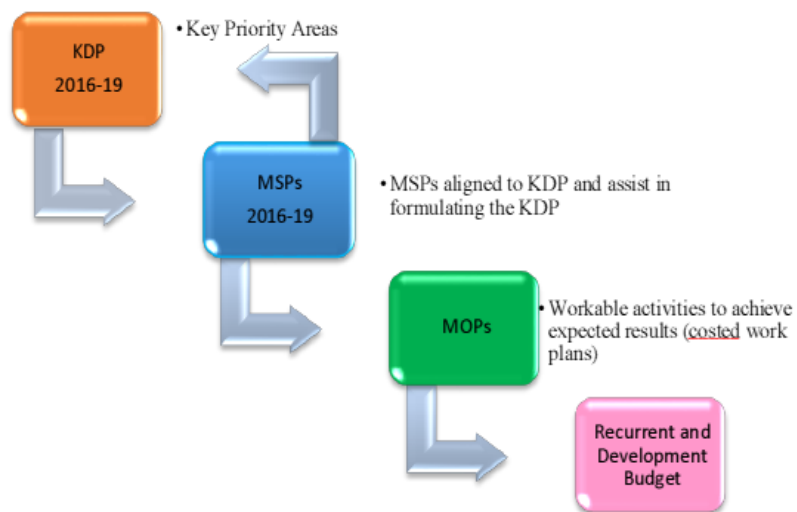 KDP
2016-19
•Key Priority Areas
MSPs
2016-19
•MSPs aligned to KDP and assist in
formulating the KDP
MOPs
•Workable activities to achieve
expected results (costed work
plans)
Recurrent and
Development
Budget